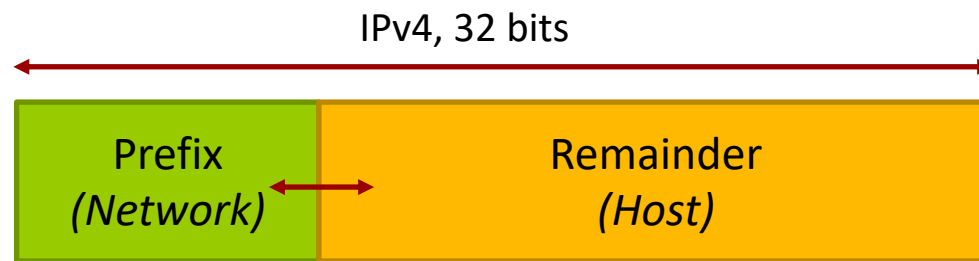 IPv4, 32 bits
Prefix
(Network)
Remainder
(Host)